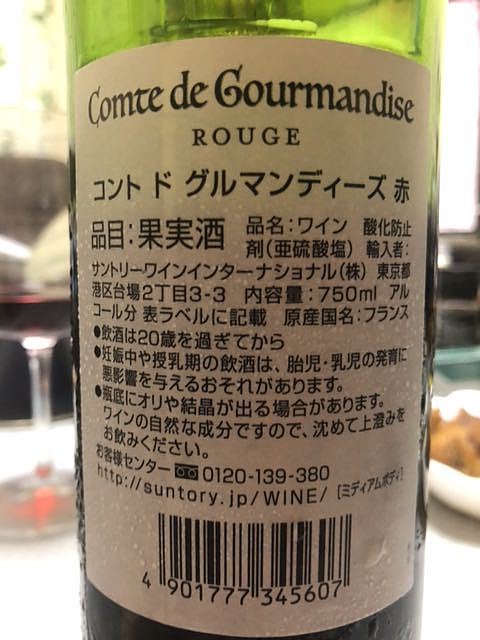 Comte de Gourmandise
ROUGE
コント ド グルマンディーズ 赤
品目:果実酒 品名:ワイン 酸化防止
剤(亜硫酸塩) 輸入者:
サントリーワインインターナショナル(株) 東京都
港区台場2丁目3-3 内容量:750ml アル
コール分 表ラベルに記載 原産国名:フランス
●飲酒は20歳を過ぎてから
●妊娠中や授乳期の飲酒は、胎児・乳児の発育に
悪影響を与えるおそれがあります。
●瓶底にオリや結晶が出る場合があります。
ワインの自然な成分ですので、沈めて上澄みを
お飲みください。
お客様センター 0120-139-380
http://suntory.jp/WINE/ [ミディアムボディ]
4 901777 345607